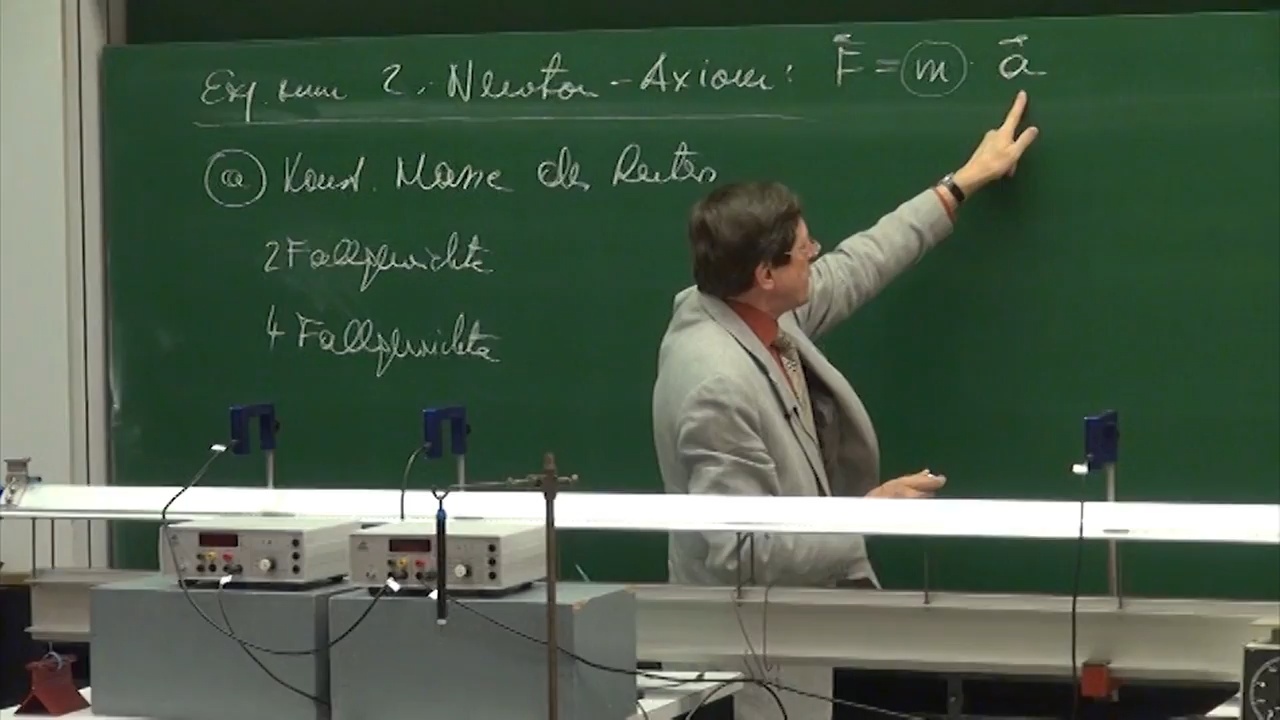 Exp. zum 2. Newton-Axiom: F⃗ = m · a⃗
a Konst. Masse des Reiters
2 Fallgewichte
4 Fallgewichte